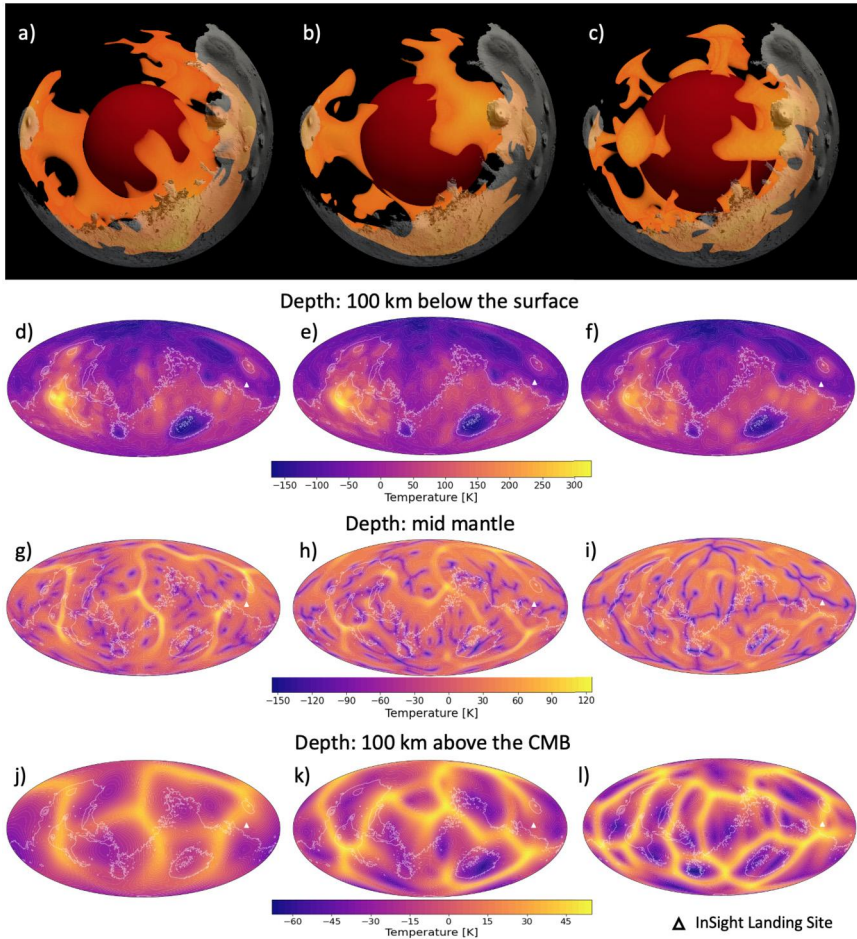 a) b) c)
Depth: 100 km below the surface
d) e) f)
−150 −100 −50 0 50 100 150 200 250 300
Temperature [K]
Depth: mid mantle
g) h) i)
−150 −120 −90 −60 −30 0 30 60 90 120
Temperature [K]
Depth: 100 km above the CMB
j) k) l)
−60 −45 −30 −15 0 15 30 45
Temperature [K]
InSight Landing Site